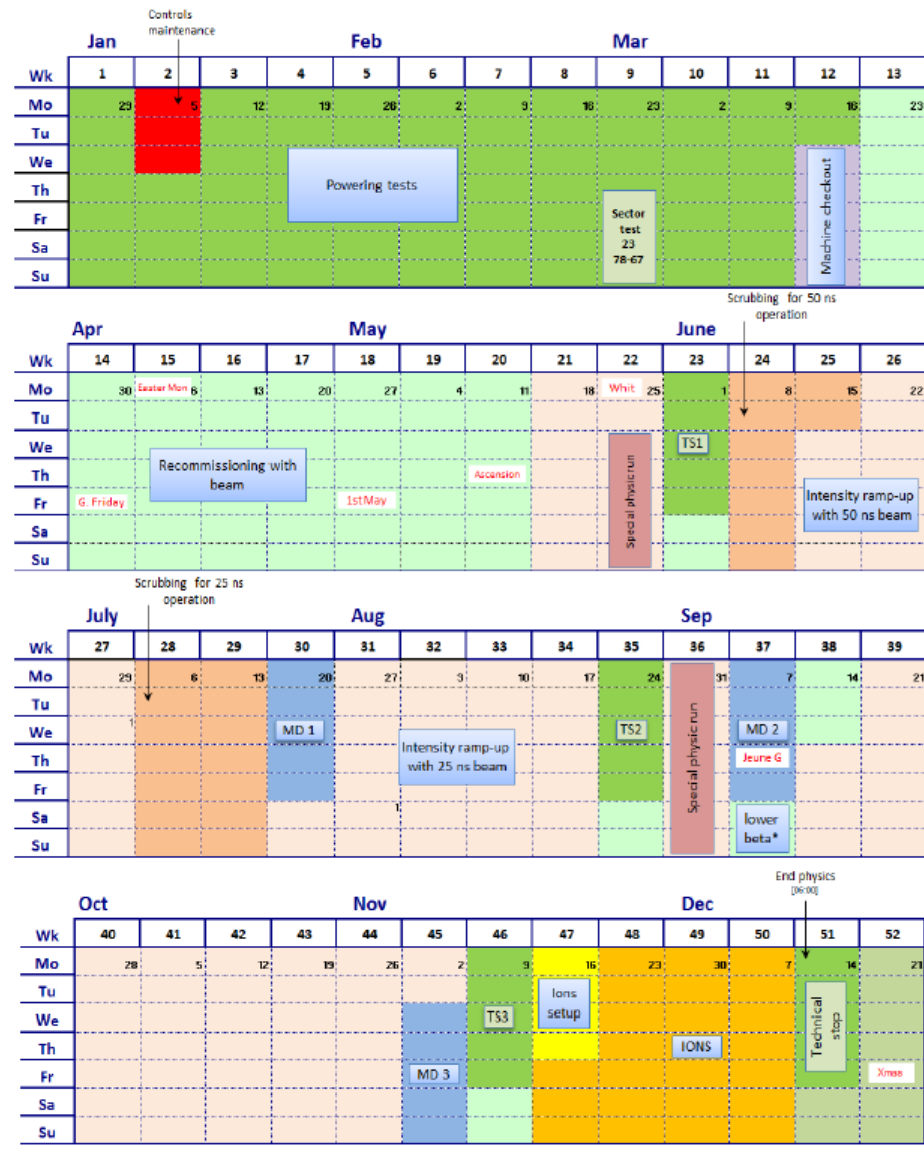 Controls
maintenance
Jan Feb Mar
Wk 1 2 3 4 5 6 7 8 9 10 11 12 13
Mo 29 5 12 19 26 2 9 16 23 2 9 16 23
Tu
We
Th
Fr
Sa
Su
Powering tests
Sector
test
23
78-67
Machine checkout
Scrubbing for 50 ns
operation
Apr May June
Wk 14 15 16 17 18 19 20 21 22 23 24 25 26
Mo 30 Easter Mon 6 13 20 27 4 11 18 Whit 25 1 8 15 22
Tu
We
Th
Fr
Sa
Su
TS1
Recommissioning with
beam
Ascension
G. Friday
1st May
Special physic run
Intensity ramp-up
with 50 ns beam
Scrubbing for 25 ns
operation
July Aug Sep
Wk 27 28 29 30 31 32 33 34 35 36 37 38 39
Mo 29 6 13 20 27 3 10 17 24 31 7 14 21
Tu
We 1
Th
Fr
Sa 1
Su
MD 1
Intensity ramp-up
with 25 ns beam
TS2
Special physic run
MD 2
Jeune G
lower
beta*
End physics
[06:00]
Oct Nov Dec
Wk 40 41 42 43 44 45 46 47 48 49 50 51 52
Mo 28 5 12 19 26 2 9 16 23 30 7 14 21
Tu
We
Th
Fr
Sa
Su
MD 3
TS3
Ions
setup
IONS
Technical
stop
Xmas